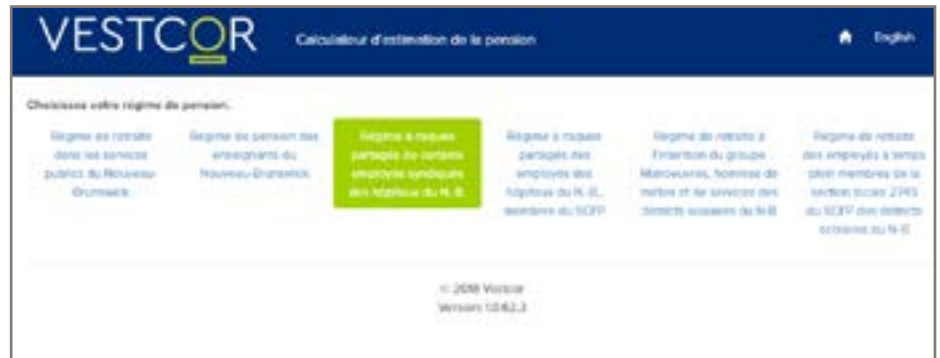 VESTCOR
Calculateur d'estimation de la pension
English
Choisissez votre régime de pension.
Régime de retraite
dans les services
publics du Nouveau-
Brunswick
Régime de pension des
enseignants du
Nouveau-Brunswick
Régime à risques
partagés de certains
employés syndiqués
des hôpitaux du N.-B.
Régime à risques
partagés des
employés des
hôpitaux du N.-B.,
membres du SCFP
Régime de retraite à
l'intention du groupe
Manoeuvres, hommes de
métier et de services des
districts scolaires du N-B
Régime de retraite
des employés à temps
plein membres de la
section locale 2745
du SCFP des districts
scolaires du N-B
© 2018 Vestcor
Version: